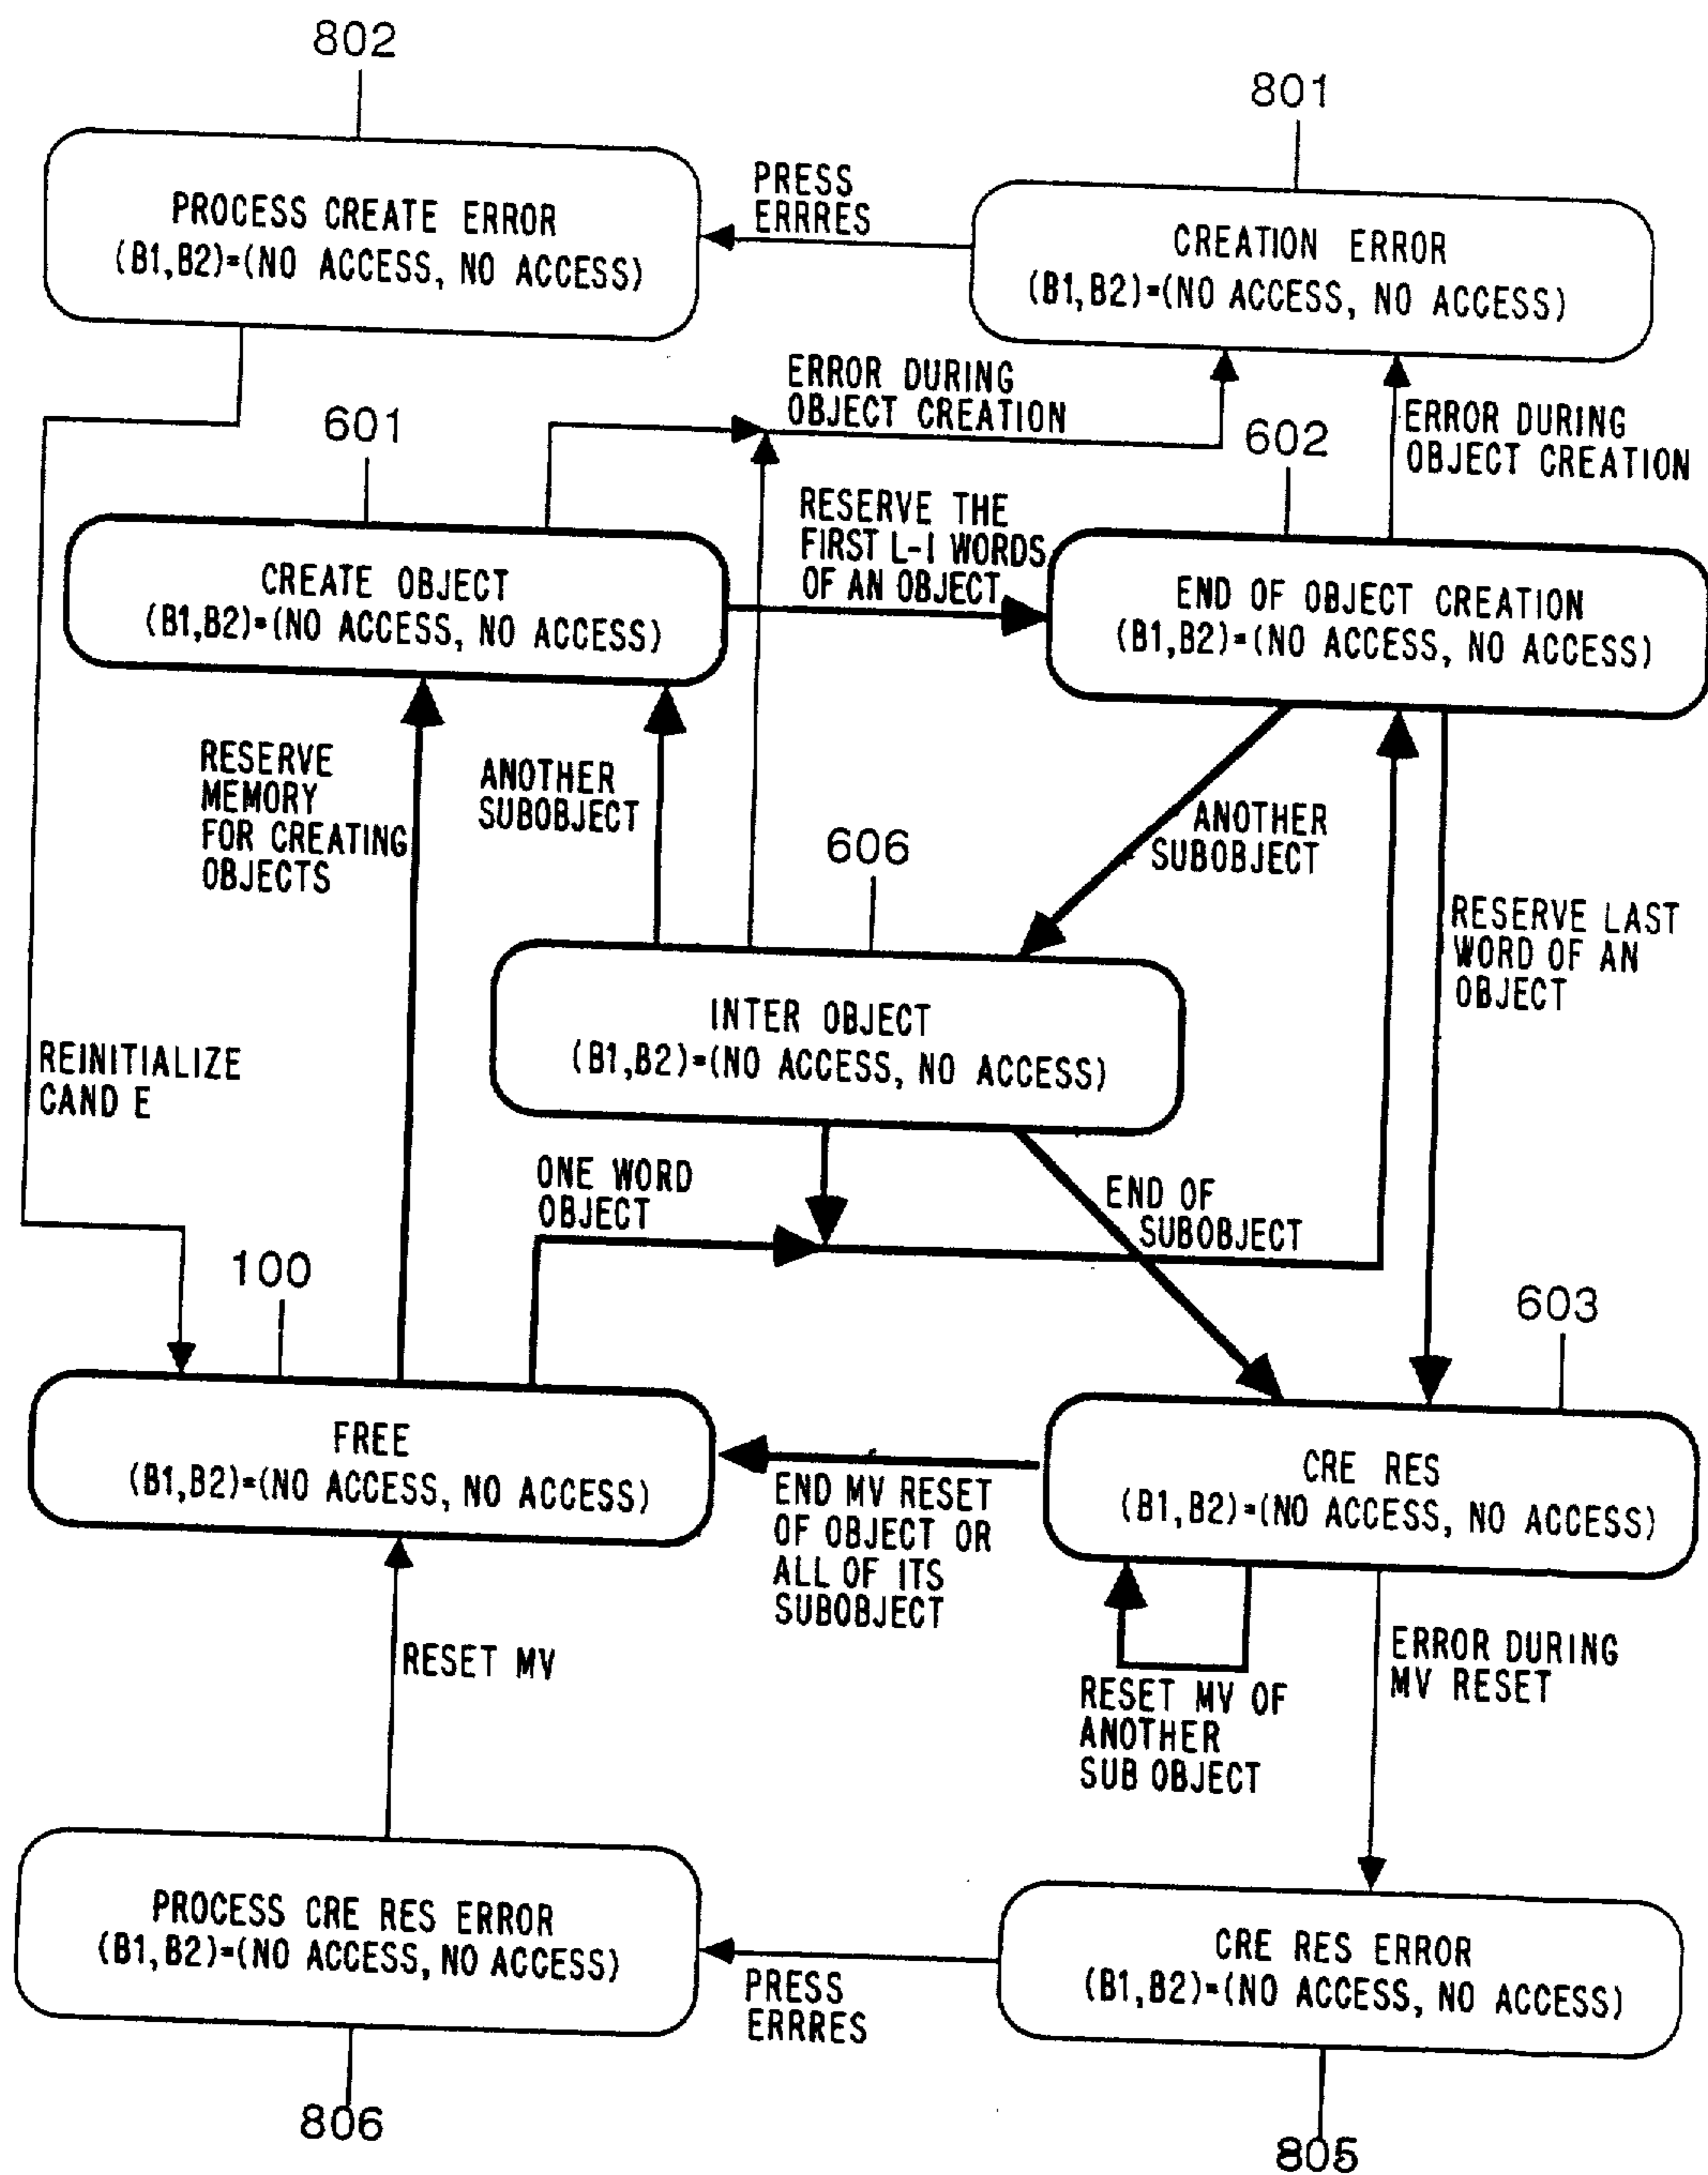 802
801
PROCESS CREATE ERROR
(B1,B2)=(NO ACCESS, NO ACCESS)
PRESS
ERRRES
CREATION ERROR
(B1,B2)=(NO ACCESS, NO ACCESS)
601
ERROR DURING
OBJECT CREATION
602
ERROR DURING
OBJECT CREATION
CREATE OBJECT
(B1,B2)=(NO ACCESS, NO ACCESS)
RESERVE THE
FIRST L-1 WORDS
OF AN OBJECT
END OF OBJECT CREATION
(B1,B2)=(NO ACCESS, NO ACCESS)
RESERVE
MEMORY
FOR CREATING
OBJECTS
ANOTHER
SUBOBJECT
606
ANOTHER
SUBOBJECT
RESERVE LAST
WORD OF AN
OBJECT
INTER OBJECT
(B1,B2)=(NO ACCESS, NO ACCESS)
REINITIALIZE
CAND E
ONE WORD
OBJECT
END OF
SUBOBJECT
100
603
FREE
(B1,B2)=(NO ACCESS, NO ACCESS)
END MV RESET
OF OBJECT OR
ALL OF ITS
SUBOBJECT
CRE RES
(B1,B2)=(NO ACCESS, NO ACCESS)
RESET MV
RESET MV OF
ANOTHER
SUB OBJECT
ERROR DURING
MV RESET
PROCESS CRE RES ERROR
(B1,B2)=(NO ACCESS, NO ACCESS)
PRESS
ERRRES
CRE RES ERROR
(B1,B2)=(NO ACCESS, NO ACCESS)
806
805